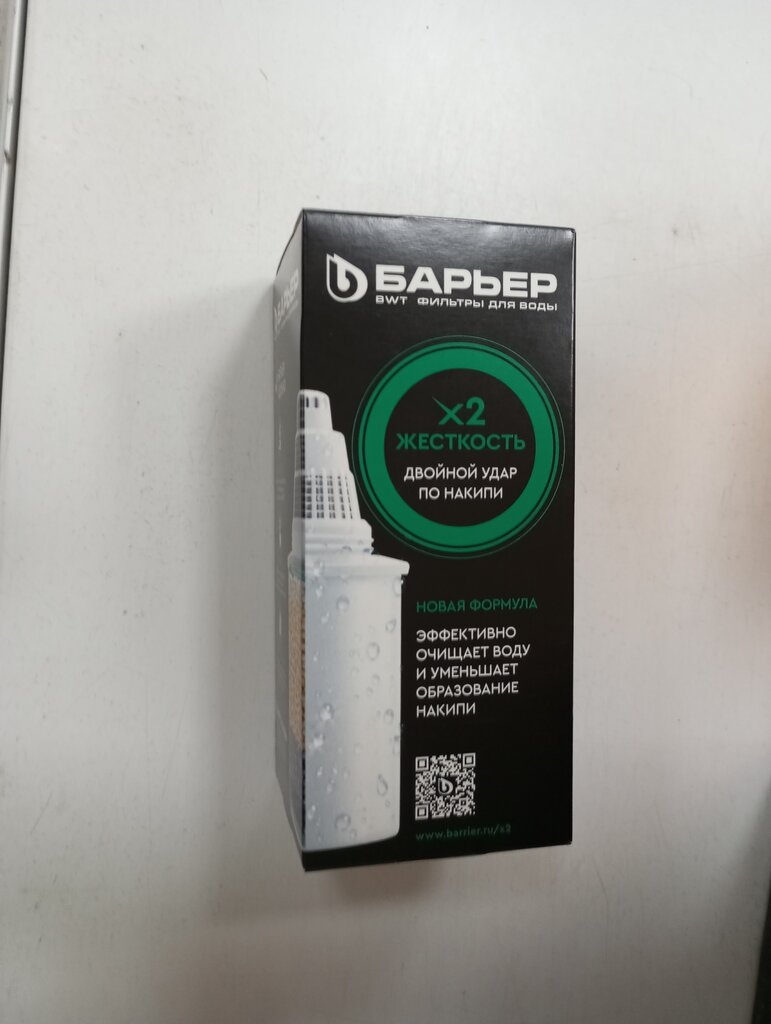 БАРЬЕР
BWT ФИЛЬТРЫ ДЛЯ ВОДЫ
x2
ЖЕСТКОСТЬ
ДВОЙНОЙ УДАР
ПО НАКИПИ
НОВАЯ ФОРМУЛА
ЭФФЕКТИВНО
ОЧИЩАЕТ ВОДУ
И УМЕНЬШАЕТ
ОБРАЗОВАНИЕ
НАКИПИ
www.barrier.ru/x2
БАРЬЕР